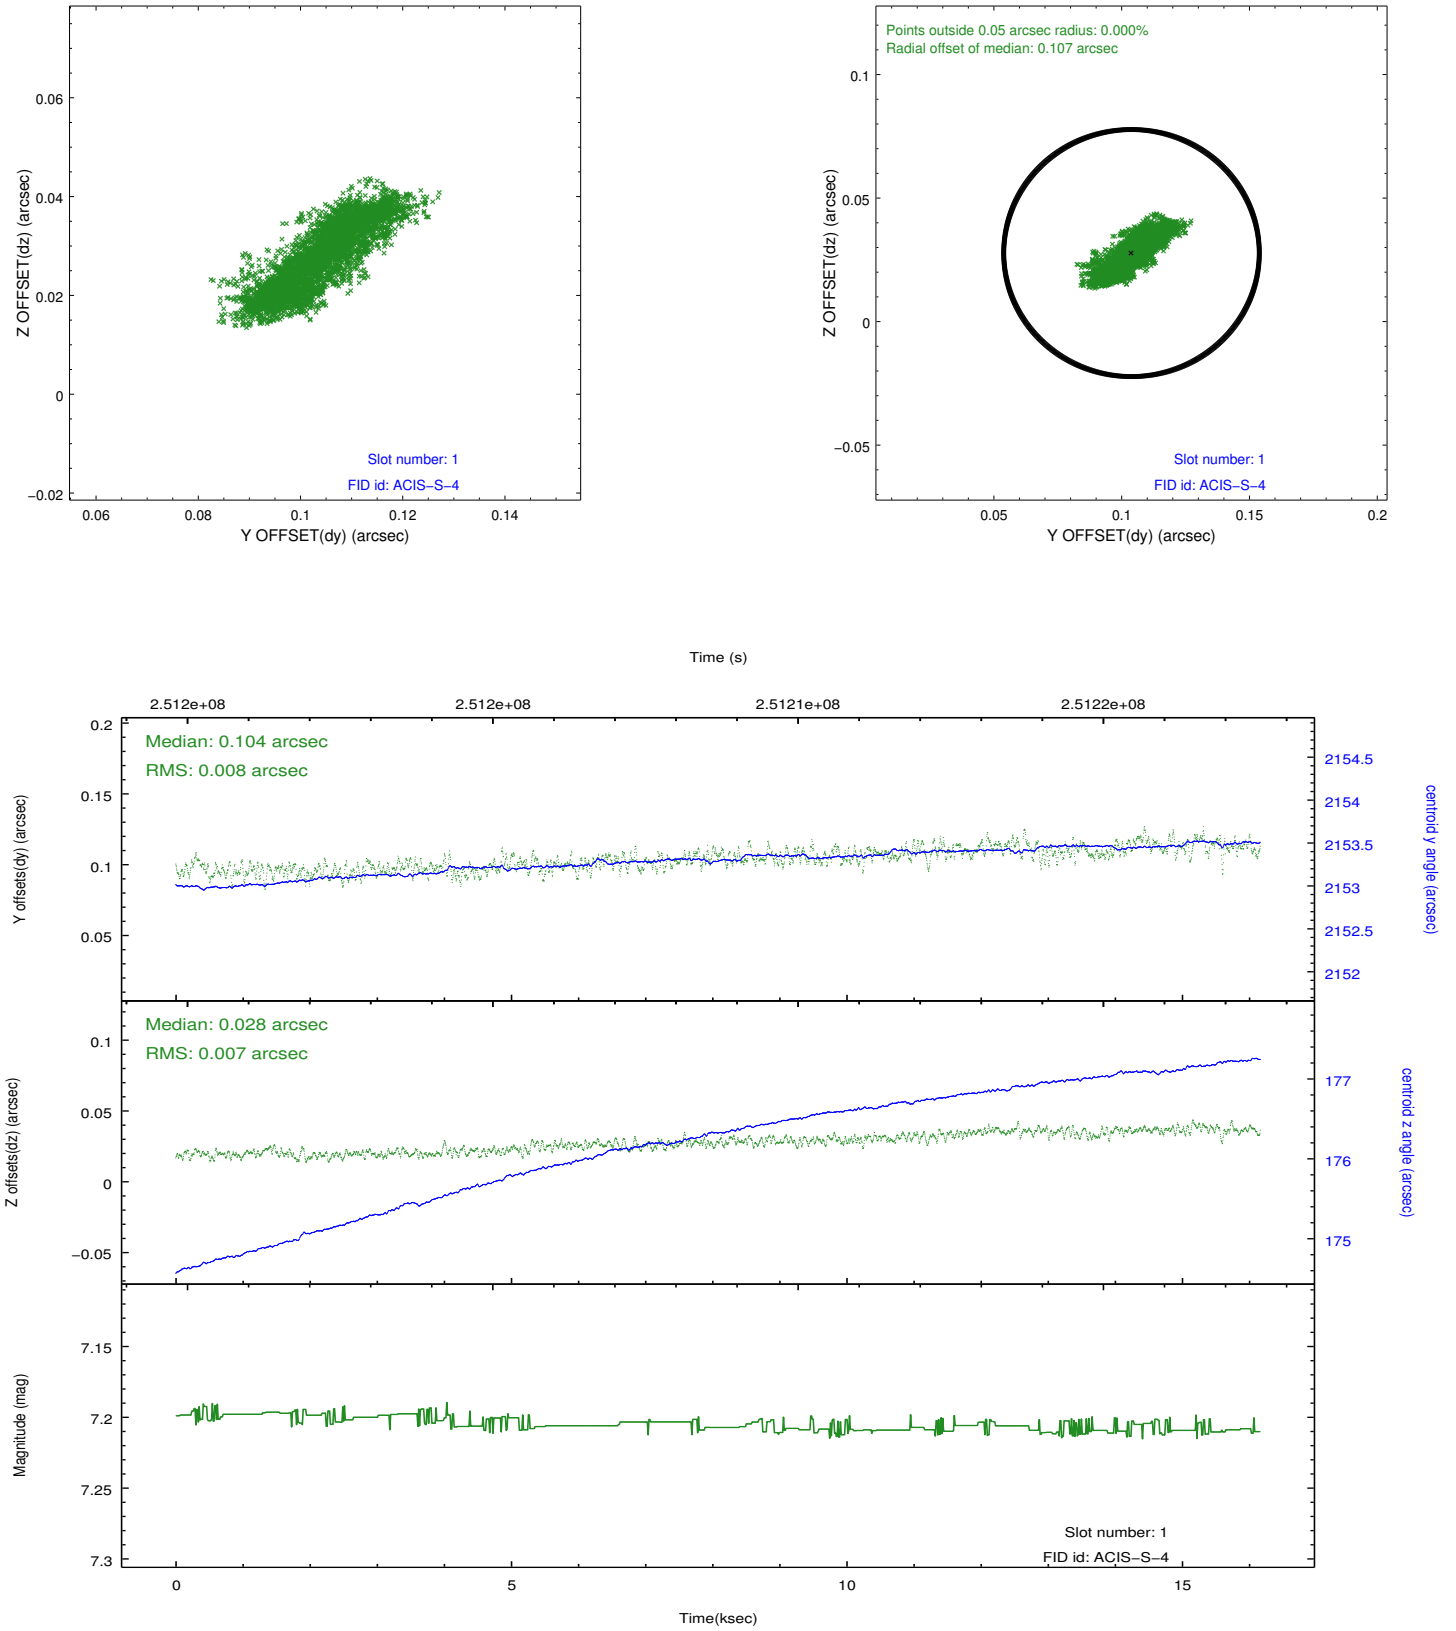 Z OFFSET(dz) (arcsec)
0.06
0.04
0.02
0
−0.02
0.06
0.08
0.1
0.12
0.14
Y OFFSET(dy) (arcsec)
Slot number: 1
FID id: ACIS−S−4
Points outside 0.05 arcsec radius: 0.000%
Radial offset of median: 0.107 arcsec
Z OFFSET(dz) (arcsec)
0.1
0.05
0
−0.05
0.05
0.1
0.15
0.2
Y OFFSET(dy) (arcsec)
Slot number: 1
FID id: ACIS−S−4
Time (s)
2.512e+08
2.512e+08
2.5121e+08
2.5122e+08
Y offsets(dy) (arcsec)
0.2
0.15
0.1
0.05
Median: 0.104 arcsec
RMS: 0.008 arcsec
2154.5
2154
2153.5
2153
2152.5
2152
centroid y angle (arcsec)
Z offsets(dz) (arcsec)
0.1
0.05
0
−0.05
Median: 0.028 arcsec
RMS: 0.007 arcsec
177
176
175
centroid z angle (arcsec)
Magnitude (mag)
7.15
7.2
7.25
7.3
Slot number: 1
FID id: ACIS−S−4
0
5
10
15
Time(ksec)